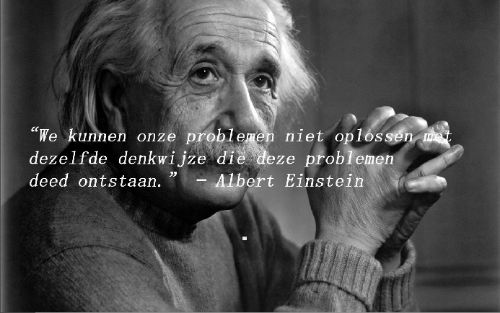 “We kunnen onze problemen niet oplossen met
dezelfde denkwijze die deze problemen
deed ontstaan.” - Albert Einstein